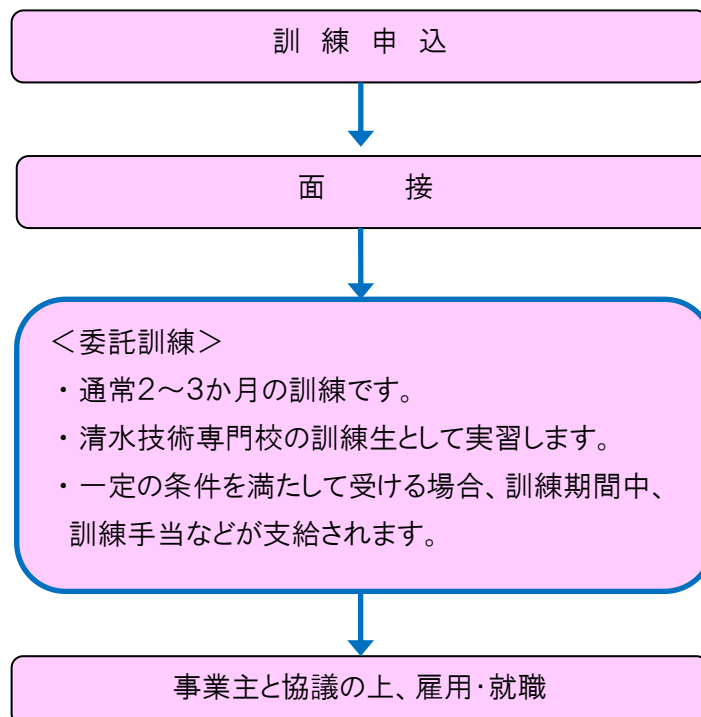 訓 練 申 込
面 接
＜委託訓練＞
・通常2～3か月の訓練です。
・清水技術専門校の訓練生として実習します。
・一定の条件を満たして受ける場合、訓練期間中、
訓練手当などが支給されます。
事業主と協議の上、雇用・就職